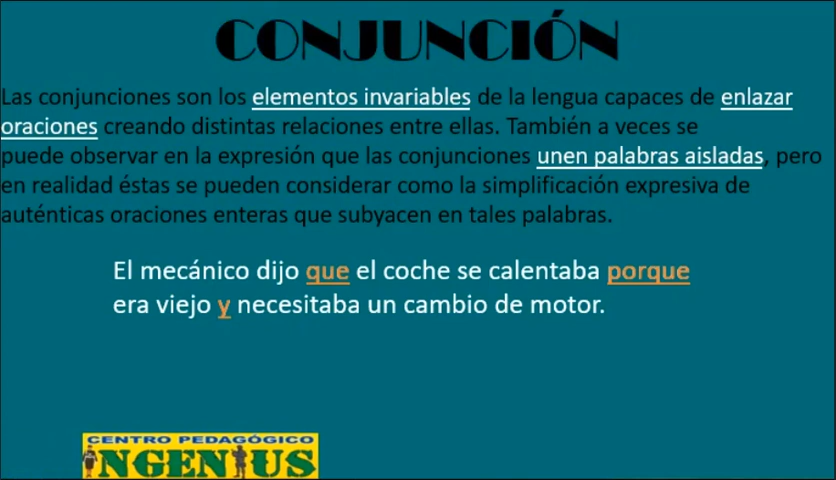 CONJUNCIÓN
Las conjunciones son los elementos invariables de la lengua capaces de enlazar
oraciones creando distintas relaciones entre ellas. También a veces se
puede observar en la expresión que las conjunciones unen palabras aisladas, pero
en realidad éstas se pueden considerar como la simplificación expresiva de
auténticas oraciones enteras que subyacen en tales palabras.
El mecánico dijo que el coche se calentaba porque
era viejo y necesitaba un cambio de motor.
CENTRO PEDAGÓGICO
INGENIUS